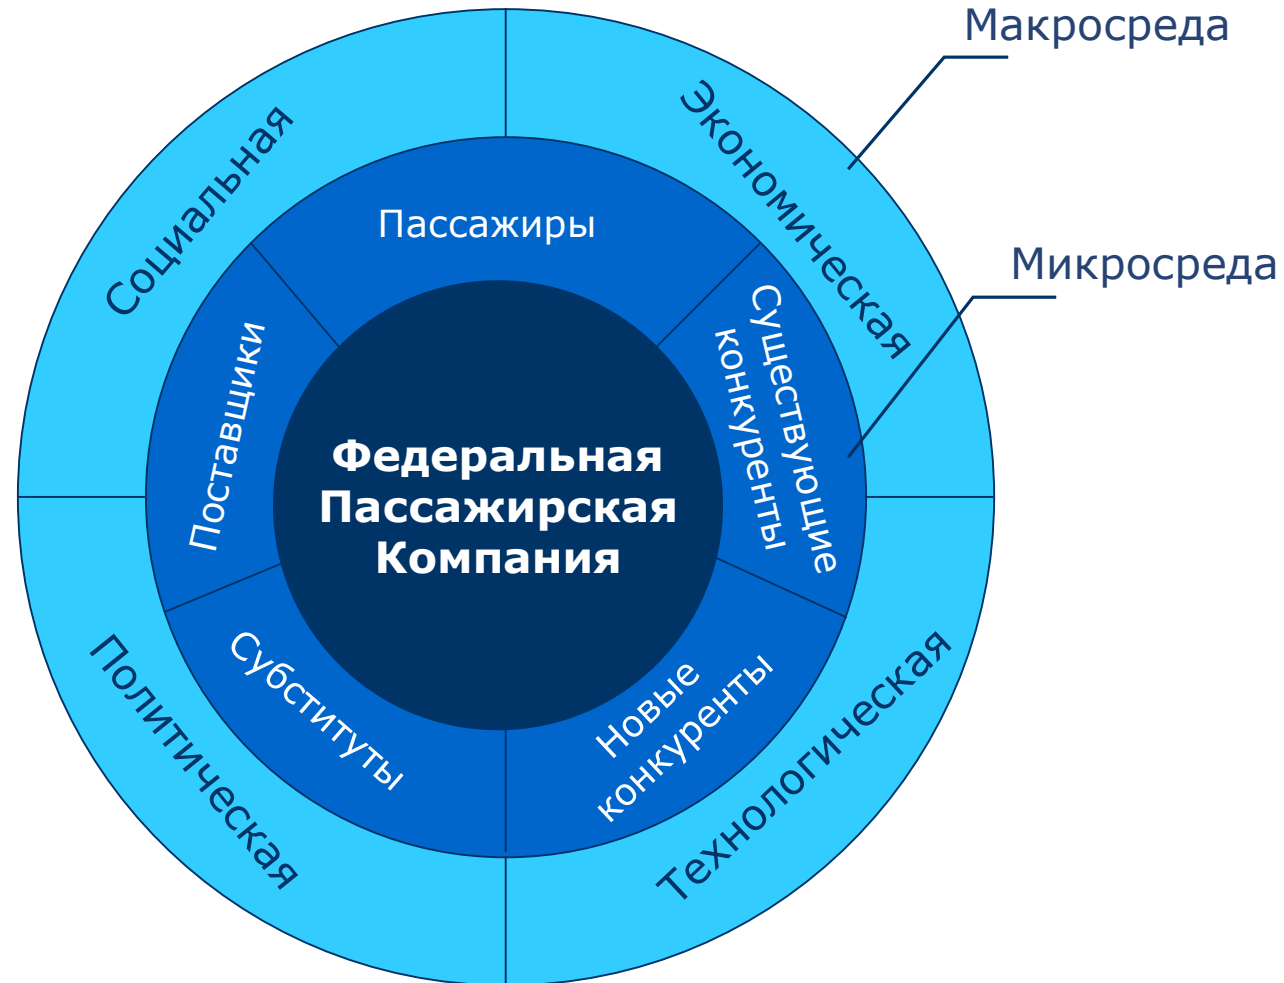 Макросреда
Социальная
Экономическая
Пассажиры
Микросреда
Поставщики
Существующие
конкуренты
Федеральная
Пассажирская
Компания
Субституты
Новые
конкуренты
Политическая
Технологическая